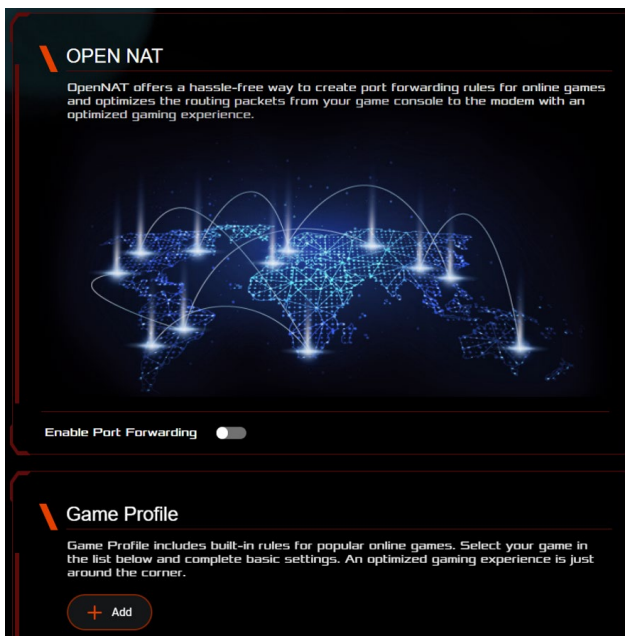 OPEN NAT
OpenNAT offers a hassle-free way to create port forwarding rules for online games
and optimizes the routing packets from your game console to the modem with an
optimized gaming experience.
Enable Port Forwarding
Game Profile
Game Profile includes built-in rules for popular online games. Select your game in
the list below and complete basic settings. An optimized gaming experience is just
around the corner.
+ Add